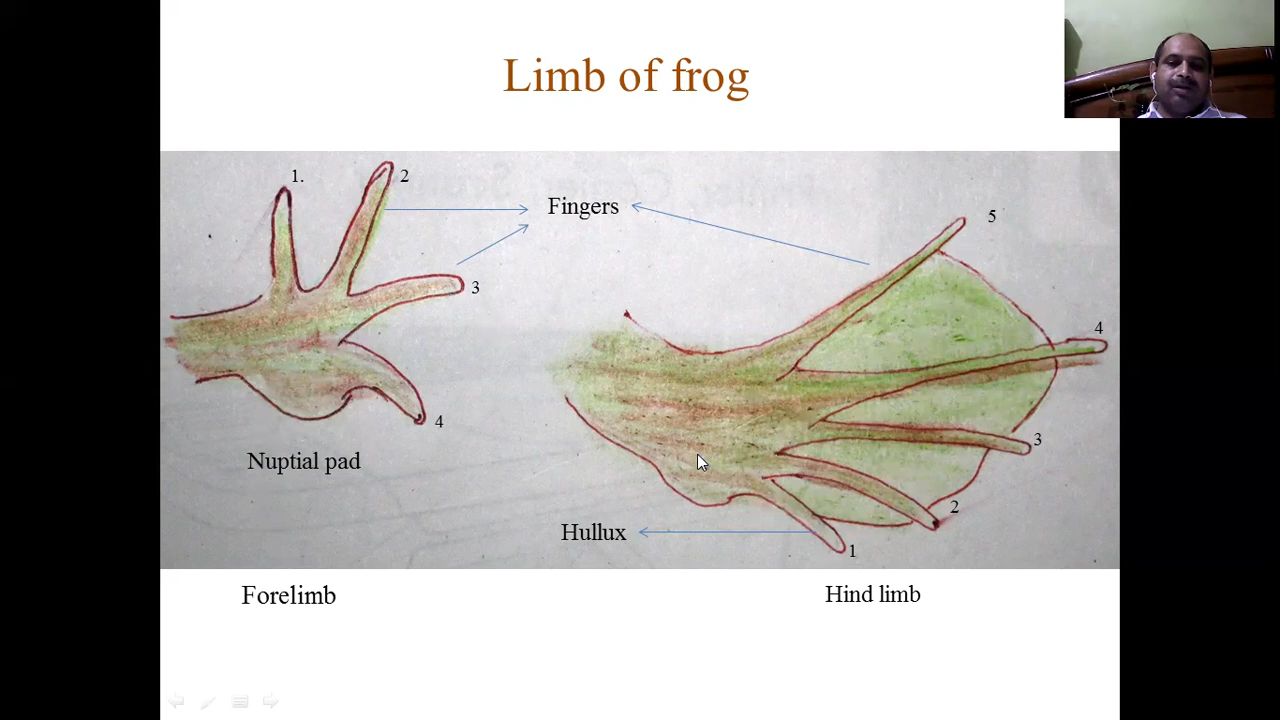 Limb of frog
1.
2
Fingers
3
4
Nuptial pad
5
4
3
2
Hullux
1
Forelimb
Hind limb